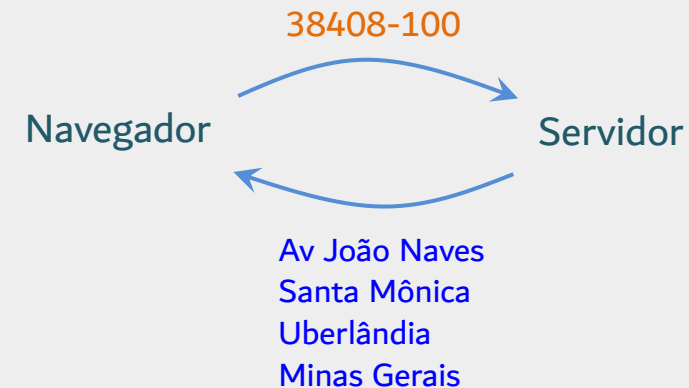 38408-100
Navegador
Servidor
Av João Naves
Santa Mônica
Uberlândia
Minas Gerais